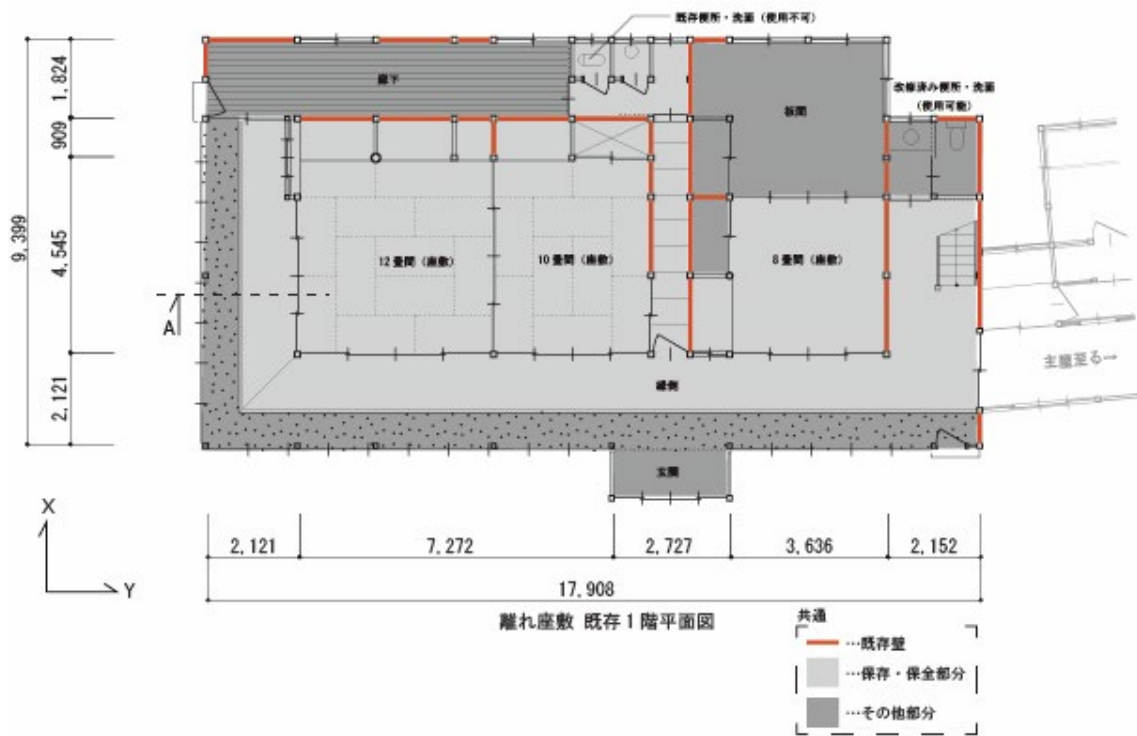 既存便所・洗面（使用不可）
廊下
改修済み便所・洗面
（使用可能）
板間
1,824
909
4,545
2,121
9,399
12畳間（座敷）
10畳間（座敷）
8畳間（座敷）
A
主屋至る→
縁側
玄関
X
Y
2,121
7,272
2,727
3,636
2,152
17,908
離れ座敷 既存1階平面図
共通
…既存壁
…保存・保全部分
…その他部分